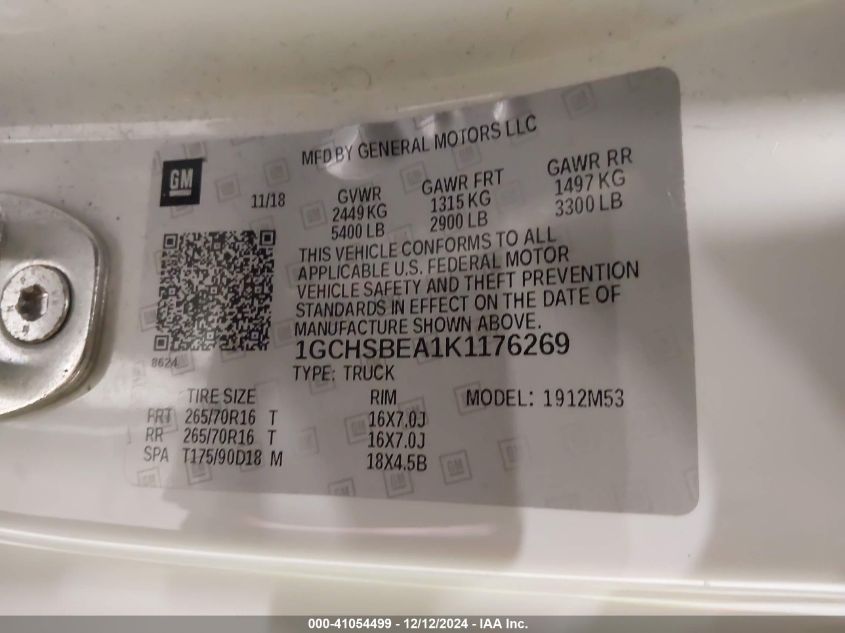 MFD BY GENERAL MOTORS LLC
GM
11/18
GVWR GAWR FRT GAWR RR
2449 KG 1315 KG 1497 KG
5400 LB 2900 LB 3300 LB
THIS VEHICLE CONFORMS TO ALL
APPLICABLE U.S. FEDERAL MOTOR
VEHICLE SAFETY AND THEFT PREVENTION
STANDARDS IN EFFECT ON THE DATE OF
MANUFACTURE SHOWN ABOVE.
8624
1GCHSBEA1K1176269
TYPE: TRUCK
TIRE SIZE RIM MODEL: 1912M53
FRT 265/70R16 T 16X7.0J
RR 265/70R16 T 16X7.0J
SPA T175/90D18 M 18X4.5B
000-41054499 - 12/12/2024 - IAA Inc.